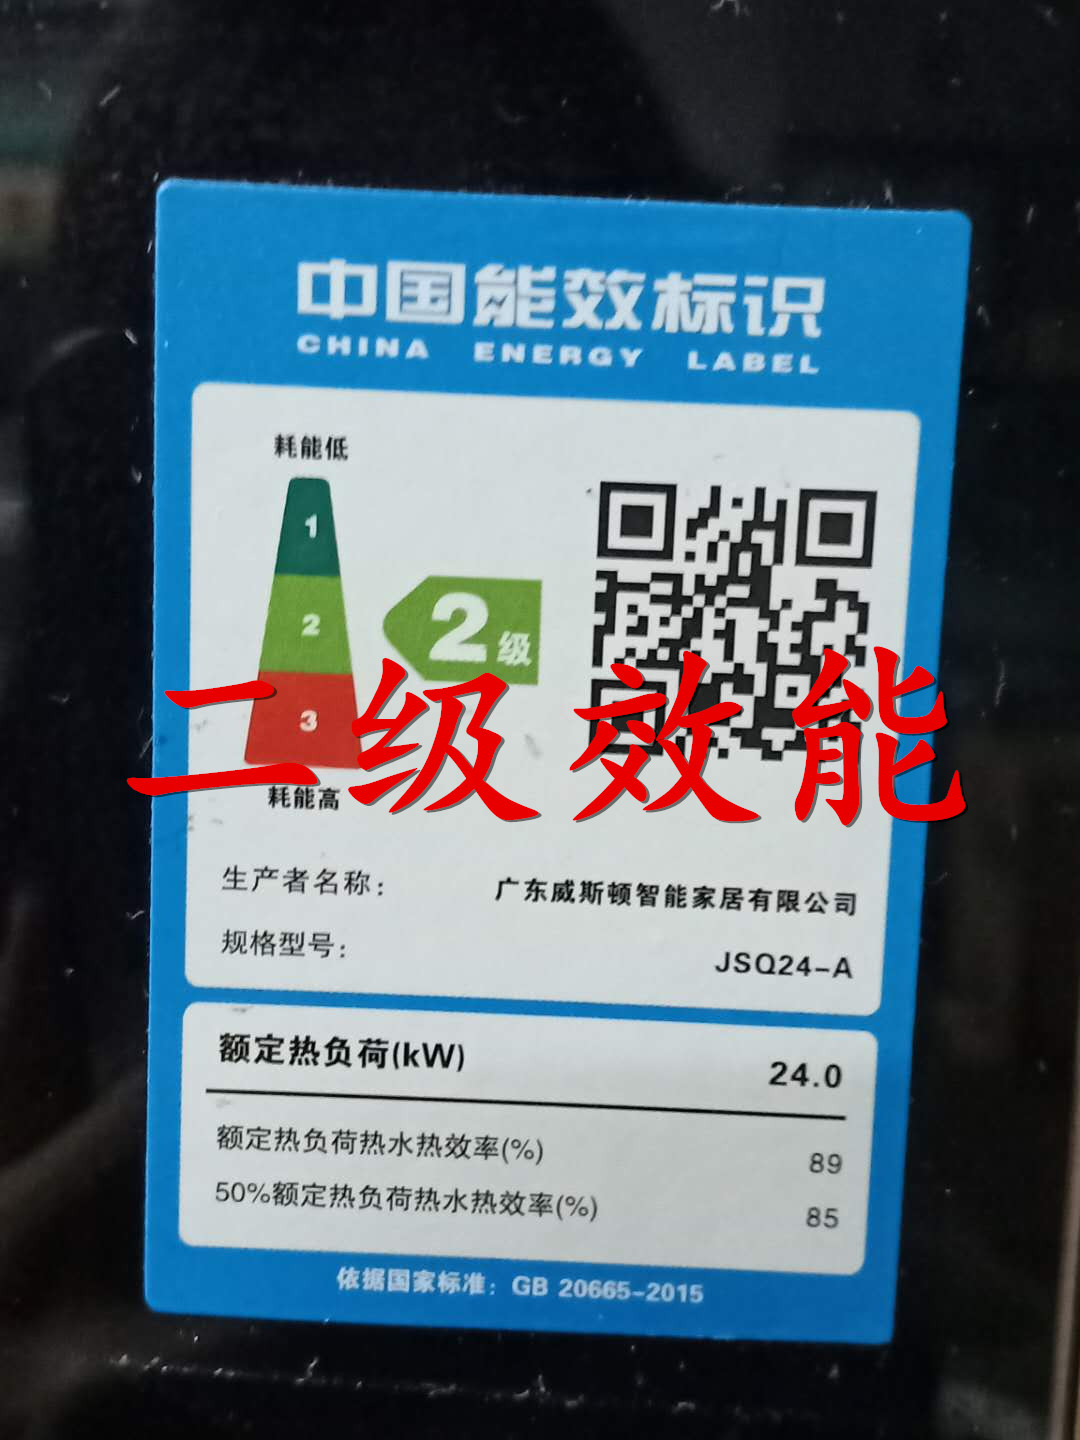 中国能效标识
CHINA ENERGY LABEL
耗能低
1
2
2级
3
二级效能
耗能高
生产者名称：
广东威斯顿智能家居有限公司
规格型号：
JSQ24-A
额定热负荷(kW)
24.0
额定热负荷热水热效率(%)
89
50%额定热负荷热水热效率(%)
85
依据国家标准：GB 20665-2015